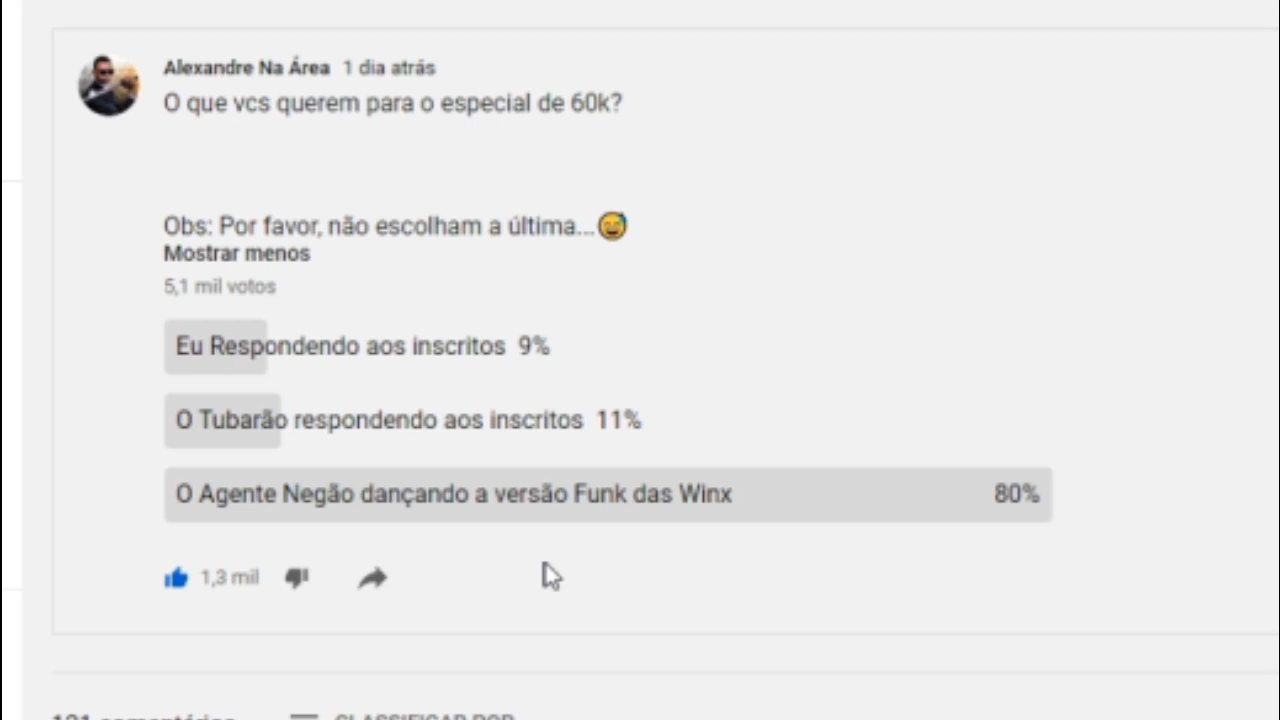 Alexandre Na Área 1 dia atrás
O que vcs querem para o especial de 60k?
Obs: Por favor, não escolham a última...😅
Mostrar menos
5,1 mil votos
Eu Respondendo aos inscritos 9%
O Tubarão respondendo aos inscritos 11%
O Agente Negão dançando a versão Funk das Winx 80%
1,3 mil
comentários CLASSIFICAR POR